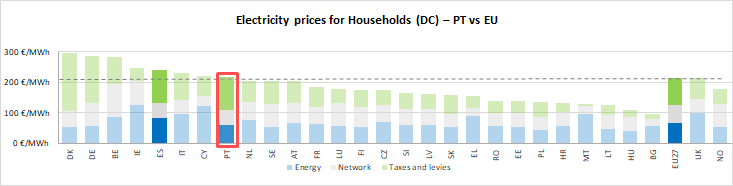 Electricity prices for Households (DC) – PT vs EU
300 €/MWh
200 €/MWh
100 €/MWh
0 €/MWh
DK DE BE IE ES IT CY PT NL SE AT FR LU FI CZ SI LV SK EL RO EE PL HR MT LT HU BG EU27 UK NO
Energy Network Taxes and levies